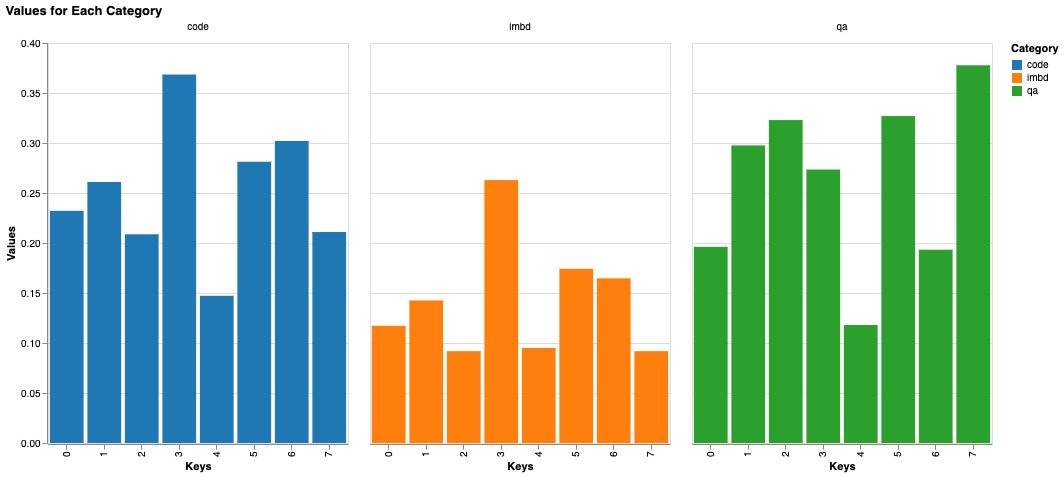 Values for Each Category
code
imbd
qa
Category
code
imbd
qa
Values
0.40
0.35
0.30
0.25
0.20
0.15
0.10
0.05
0.00
0 1 2 3 4 5 6 7
0 1 2 3 4 5 6 7
0 1 2 3 4 5 6 7
Keys
Keys
Keys